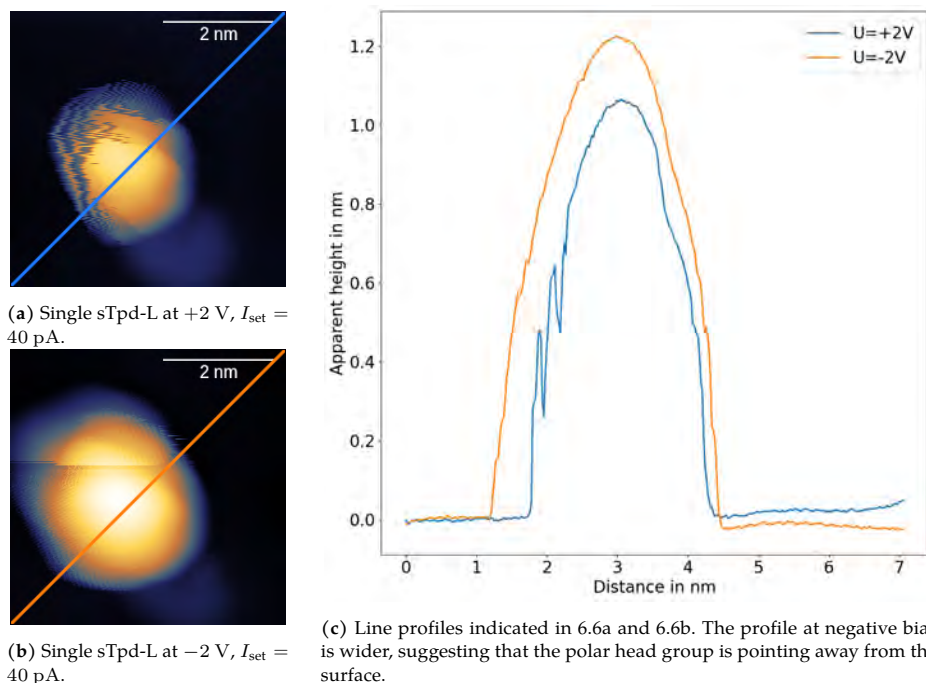 2 nm
(a) Single sTpd-L at +2 V, Iset =
40 pA.
2 nm
(b) Single sTpd-L at −2 V, Iset =
40 pA.
U=+2V
U=-2V
1.2
1.0
0.8
0.6
0.4
0.2
0.0
Apparent height in nm
0 1 2 3 4 5 6 7
Distance in nm
(c) Line profiles indicated in 6.6a and 6.6b. The profile at negative bia
is wider, suggesting that the polar head group is pointing away from th
surface.